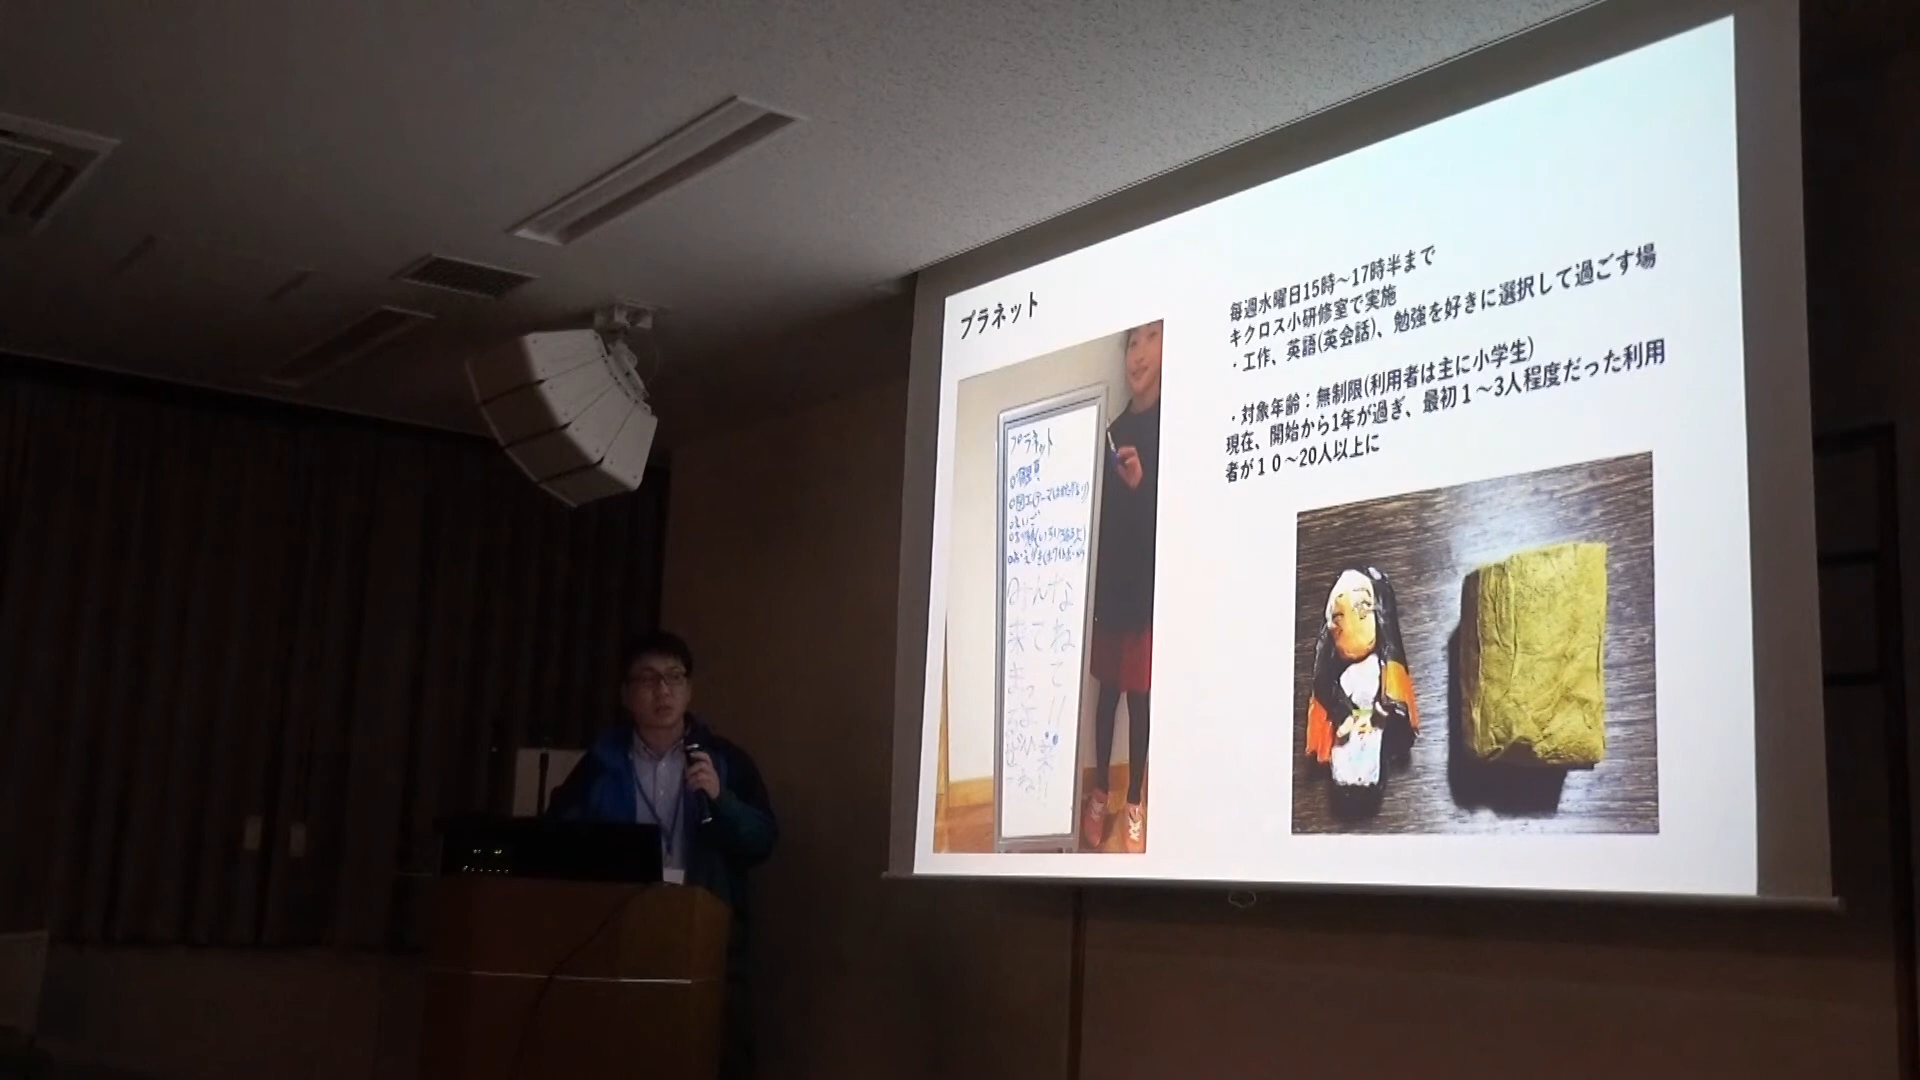 プラネット
毎週水曜日15時～17時半まで
キクロス小研修室で実施
・工作、英語(英会話)、勉強を好きに選択して過ごす場
・対象年齢：無制限(利用者は主に小学生)
現在、開始から1年が過ぎ、最初１～3人程度だった利用
者が１０～20人以上に
プラネット
みんな
来てね
まって